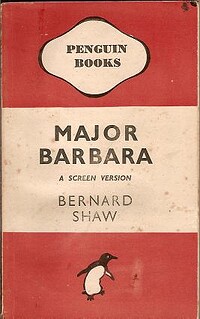 PENGUIN
BOOKS
MAJOR
BARBARA
A SCREEN VERSION
BERNARD
SHAW